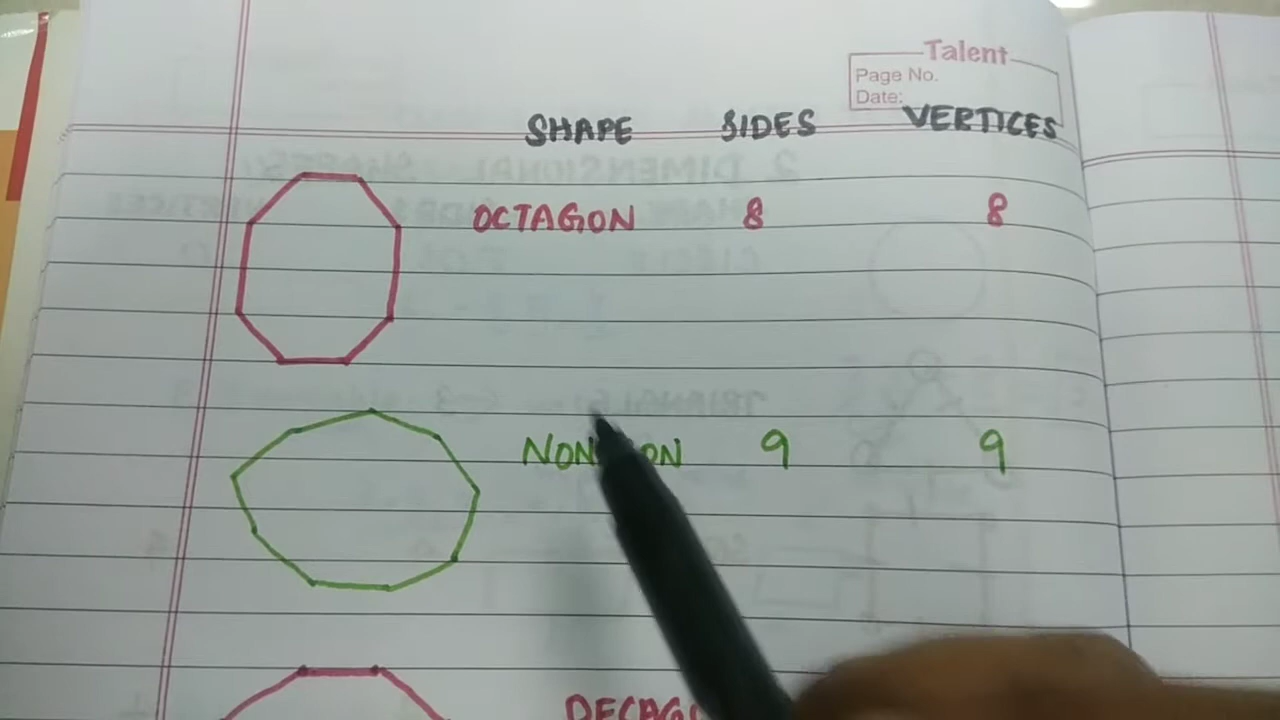 Talent
Page No.
Date:
SHAPE SIDES VERTICES
OCTAGON 8 8
9 9